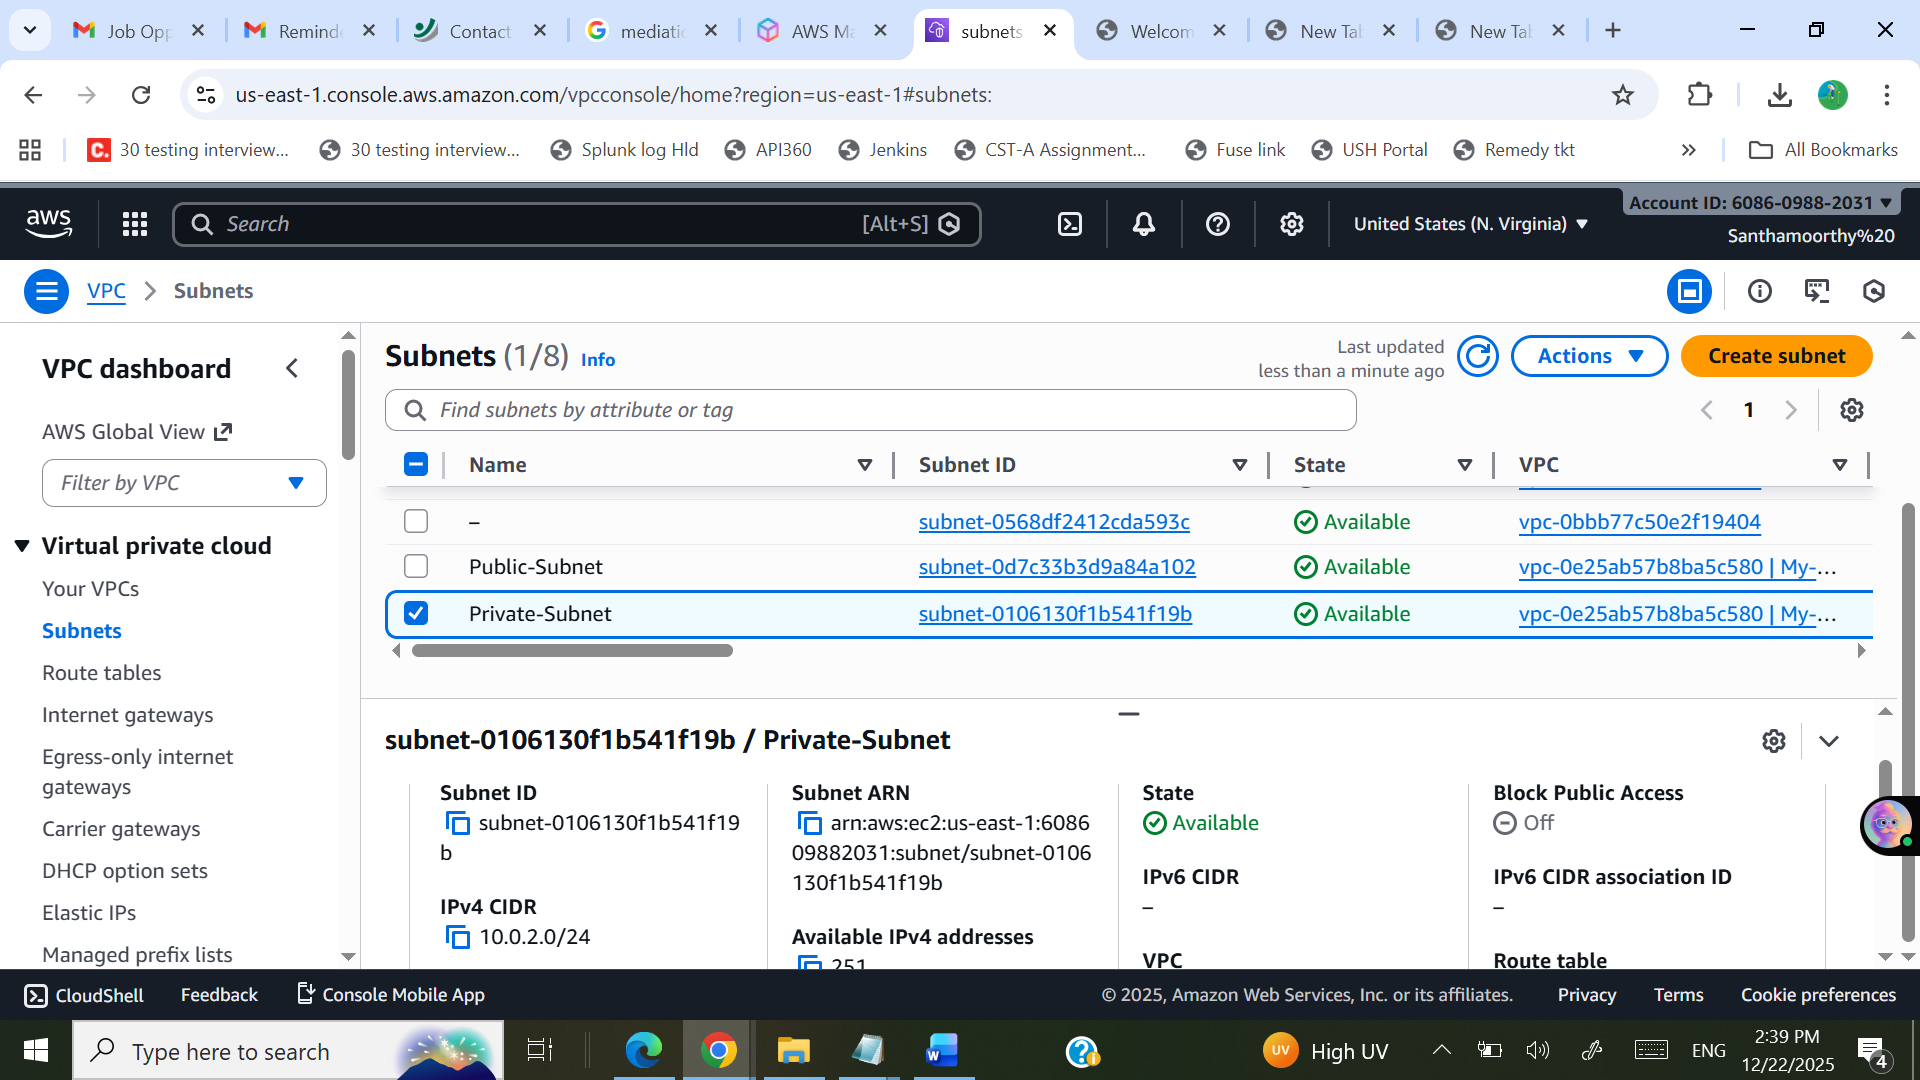 Job Opp
Reminde
Contact
mediatio
AWS Ma
subnets
Welcom
New Tab
New Tab
us-east-1.console.aws.amazon.com/vpcconsole/home?region=us-east-1#subnets:
30 testing interview...
30 testing interview...
Splunk log Hld
API360
Jenkins
CST-A Assignment...
Fuse link
USH Portal
Remedy tkt
All Bookmarks
aws
Search
[Alt+S]
United States (N. Virginia)
Account ID: 6086-0988-2031
Santhamoorthy%20
VPC
Subnets
VPC dashboard
AWS Global View
Filter by VPC
Virtual private cloud
Your VPCs
Subnets
Route tables
Internet gateways
Egress-only internet
gateways
Carrier gateways
DHCP option sets
Elastic IPs
Managed prefix lists
Subnets (1/8) Info
Last updated
less than a minute ago
Actions
Create subnet
Find subnets by attribute or tag
1
Name Subnet ID State VPC
– subnet-0568df2412cda593c Available vpc-0bbb77c50e2f19404
Public-Subnet subnet-0d7c33b3d9a84a102 Available vpc-0e25ab57b8ba5c580 | My-...
Private-Subnet subnet-0106130f1b541f19b Available vpc-0e25ab57b8ba5c580 | My-...
subnet-0106130f1b541f19b / Private-Subnet
Subnet ID
subnet-0106130f1b541f19
b
IPv4 CIDR
10.0.2.0/24
Subnet ARN
arn:aws:ec2:us-east-1:6086
09882031:subnet/subnet-0106
130f1b541f19b
Available IPv4 addresses
251
State
Available
IPv6 CIDR
–
VPC
Block Public Access
Off
IPv6 CIDR association ID
–
Route table
CloudShell
Feedback
Console Mobile App
© 2025, Amazon Web Services, Inc. or its affiliates.
Privacy
Terms
Cookie preferences
Type here to search
UV
High UV
ENG
2:39 PM
12/22/2025
4